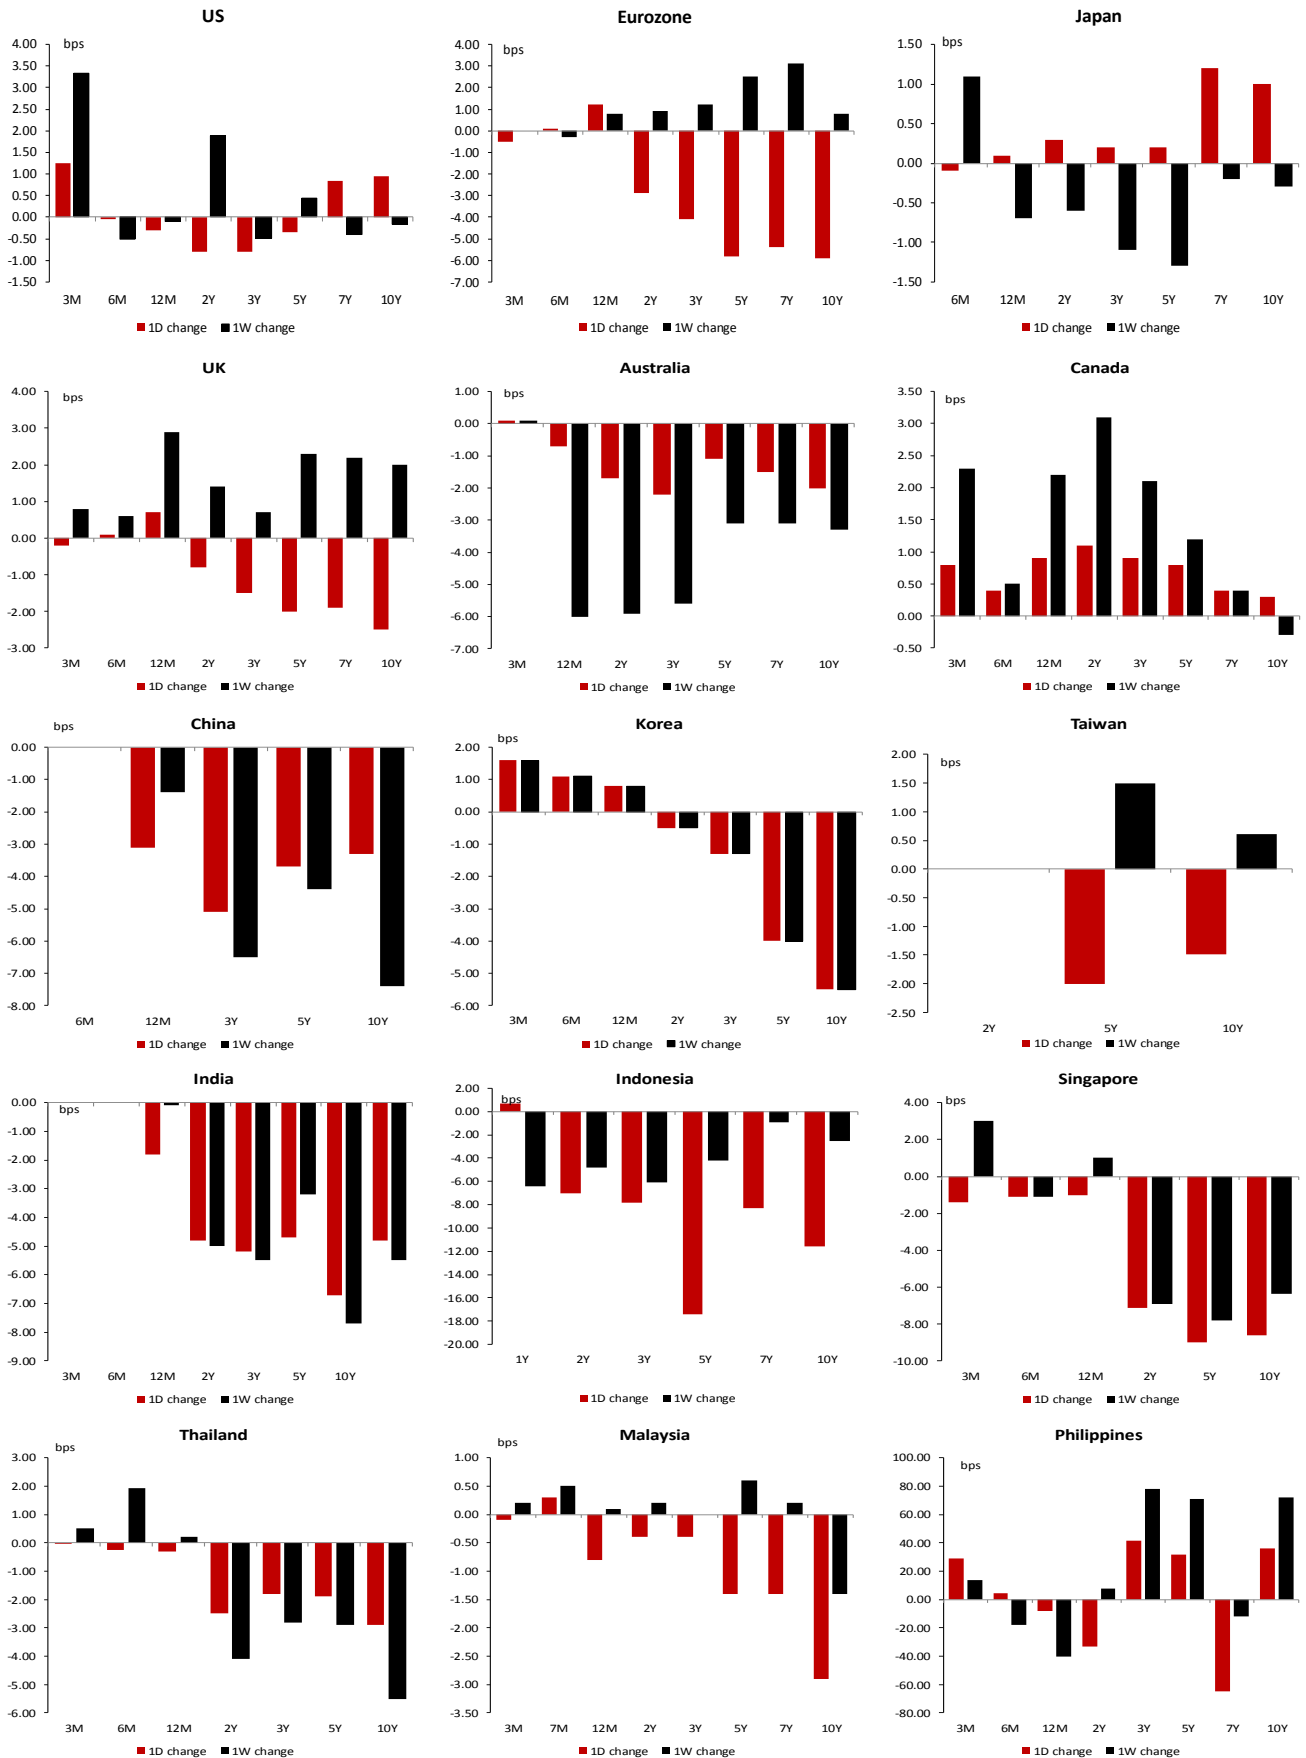 US
bps
4.00
3.50
3.00
2.50
2.00
1.50
1.00
0.50
0.00
-0.50
-1.00
-1.50
3M 6M 12M 2Y 3Y 5Y 7Y 10Y
1D change 1W change
Eurozone
bps
4.00
3.00
2.00
1.00
0.00
-1.00
-2.00
-3.00
-4.00
-5.00
-6.00
-7.00
3M 6M 12M 2Y 3Y 5Y 7Y 10Y
1D change 1W change
Japan
bps
1.50
1.00
0.50
0.00
-0.50
-1.00
-1.50
6M 12M 2Y 3Y 5Y 7Y 10Y
1D change 1W change
UK
bps
4.00
3.00
2.00
1.00
0.00
-1.00
-2.00
-3.00
3M 6M 12M 2Y 3Y 5Y 7Y 10Y
1D change 1W change
Australia
bps
1.00
0.00
-1.00
-2.00
-3.00
-4.00
-5.00
-6.00
-7.00
3M 12M 2Y 3Y 5Y 7Y 10Y
1D change 1W change
Canada
bps
3.50
3.00
2.50
2.00
1.50
1.00
0.50
0.00
-0.50
3M 6M 12M 2Y 3Y 5Y 7Y 10Y
1D change 1W change
China
bps
0.00
-1.00
-2.00
-3.00
-4.00
-5.00
-6.00
-7.00
-8.00
6M 12M 3Y 5Y 10Y
1D change 1W change
Korea
bps
2.00
1.00
0.00
-1.00
-2.00
-3.00
-4.00
-5.00
-6.00
3M 6M 12M 2Y 3Y 5Y 10Y
1D change 1W change
Taiwan
bps
2.00
1.50
1.00
0.50
0.00
-0.50
-1.00
-1.50
-2.00
-2.50
2Y 5Y 10Y
1D change 1W change
India
bps
0.00
-1.00
-2.00
-3.00
-4.00
-5.00
-6.00
-7.00
-8.00
-9.00
3M 6M 12M 2Y 3Y 5Y 10Y
1D change 1W change
Indonesia
bps
2.00
0.00
-2.00
-4.00
-6.00
-8.00
-10.00
-12.00
-14.00
-16.00
-18.00
-20.00
1Y 2Y 3Y 5Y 7Y 10Y
1D change 1W change
Singapore
bps
4.00
2.00
0.00
-2.00
-4.00
-6.00
-8.00
-10.00
3M 6M 12M 2Y 5Y 10Y
1D change 1W change
Thailand
bps
3.00
2.00
1.00
0.00
-1.00
-2.00
-3.00
-4.00
-5.00
-6.00
3M 6M 12M 2Y 3Y 5Y 10Y
1D change 1W change
Malaysia
bps
1.00
0.50
0.00
-0.50
-1.00
-1.50
-2.00
-2.50
-3.00
-3.50
3M 7M 12M 2Y 3Y 5Y 7Y 10Y
1D change 1W change
Philippines
bps
100.00
80.00
60.00
40.00
20.00
0.00
-20.00
-40.00
-60.00
-80.00
3M 6M 12M 2Y 3Y 5Y 7Y 10Y
1D change 1W change